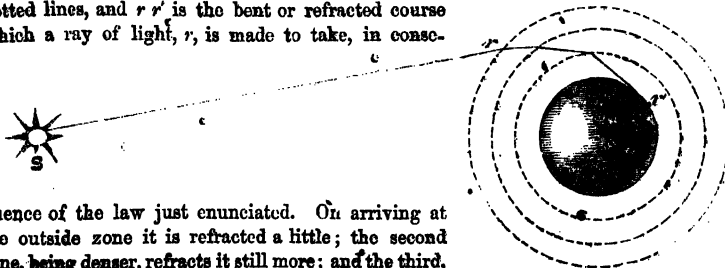 otted lines, and r r' is the bent or refracted course
hich a ray of light, r, is made to take, in conse-
r
r'
S
uence of the law just enunciated. On arriving at
e outside zone it is refracted a little; the second
ne, being denser, refracts it still more; and the third,